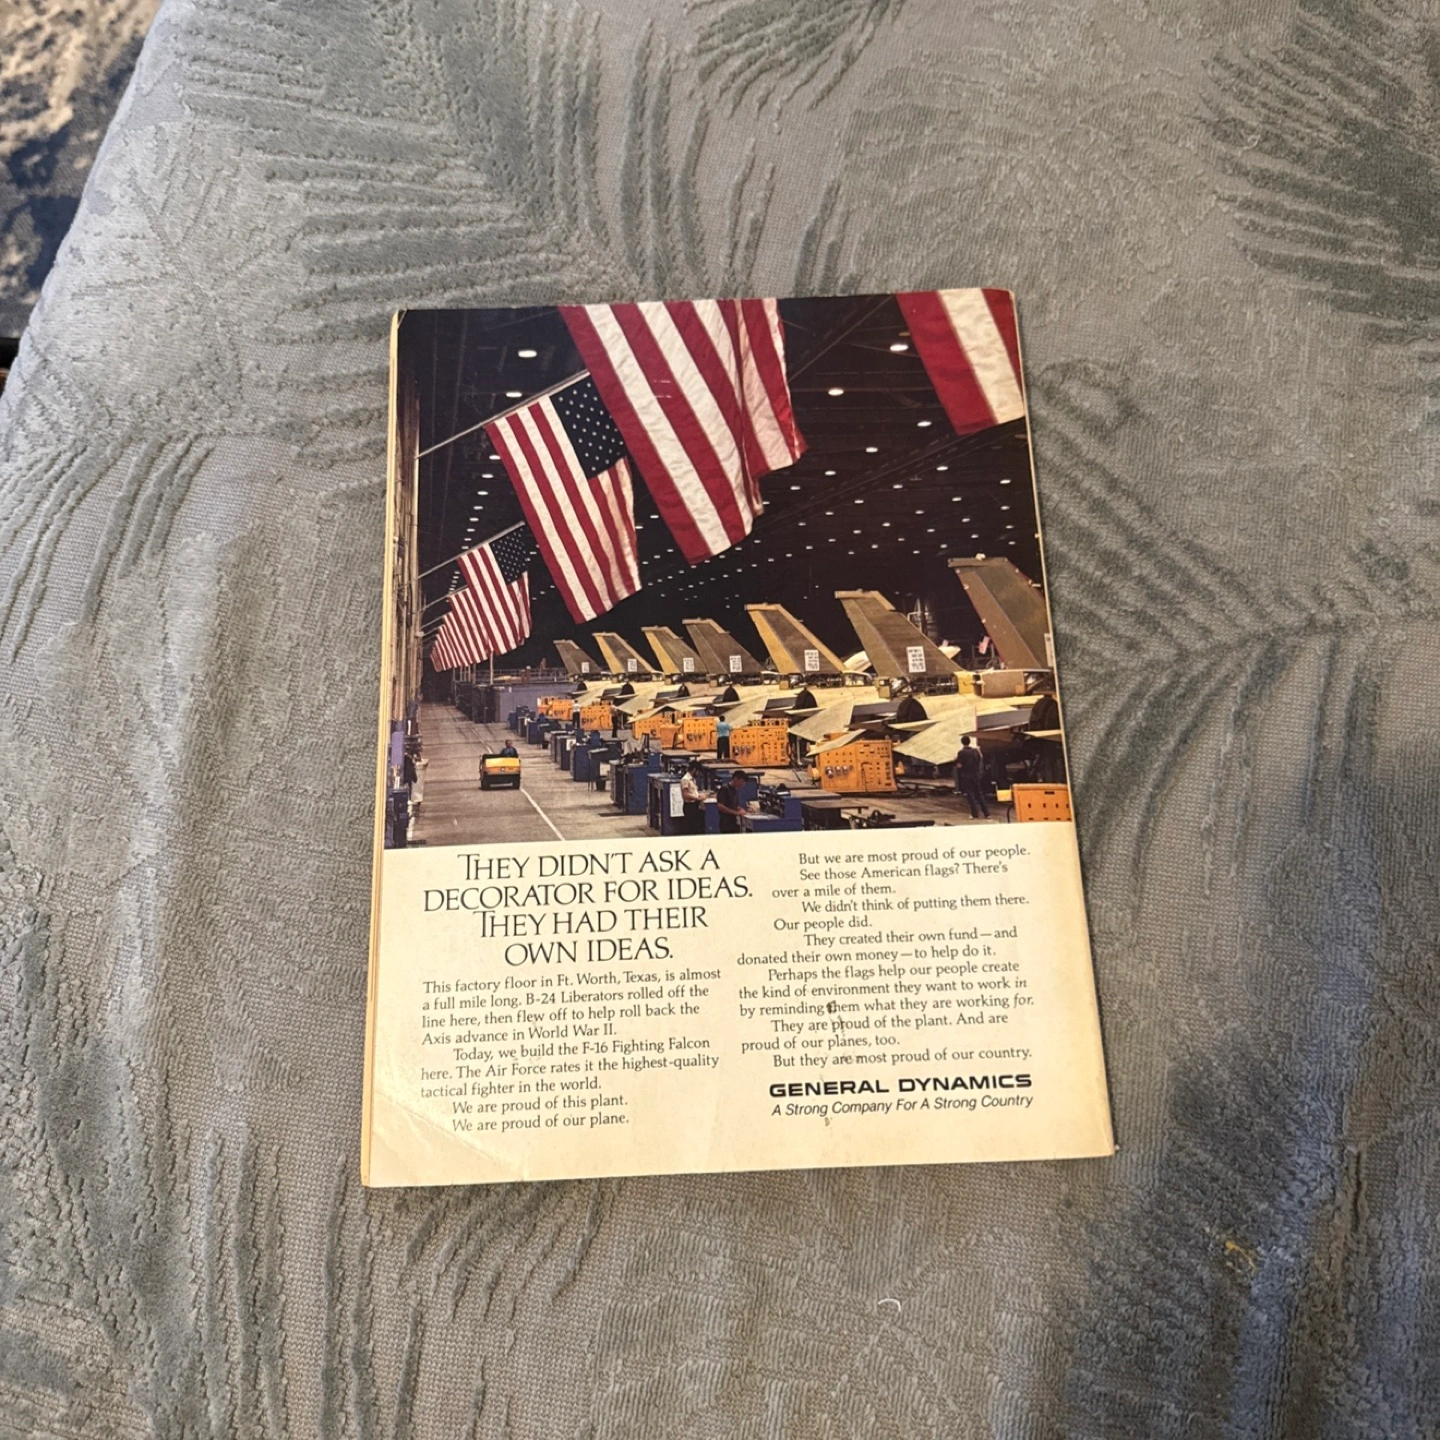 THEY DIDN'T ASK A
DECORATOR FOR IDEAS.
THEY HAD THEIR
OWN IDEAS.
This factory floor in Ft. Worth, Texas, is almost
a full mile long. B-24 Liberators rolled off the
line here, then flew off to help roll back the
Axis advance in World War II.
Today, we build the F-16 Fighting Falcon
here. The Air Force rates it the highest-quality
tactical fighter in the world.
We are proud of this plant.
We are proud of our plane.
But we are most proud of our people.
See those American flags? There's
over a mile of them.
We didn't think of putting them there.
Our people did.
They created their own fund—and
donated their own money—to help do it.
Perhaps the flags help our people create
the kind of environment they want to work in
by reminding them what they are working for.
They are proud of the plant. And are
proud of our planes, too.
But they are most proud of our country.
GENERAL DYNAMICS
A Strong Company For A Strong Country